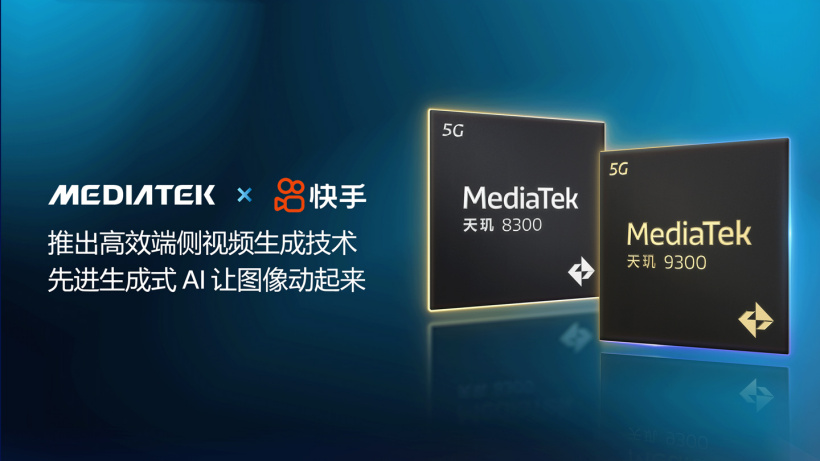 MEDIATEK × 快手
推出高效端侧视频生成技术
先进生成式 AI 让图像动起来
5G
MediaTek
天玑 8300
5G
MediaTek
天玑 9300